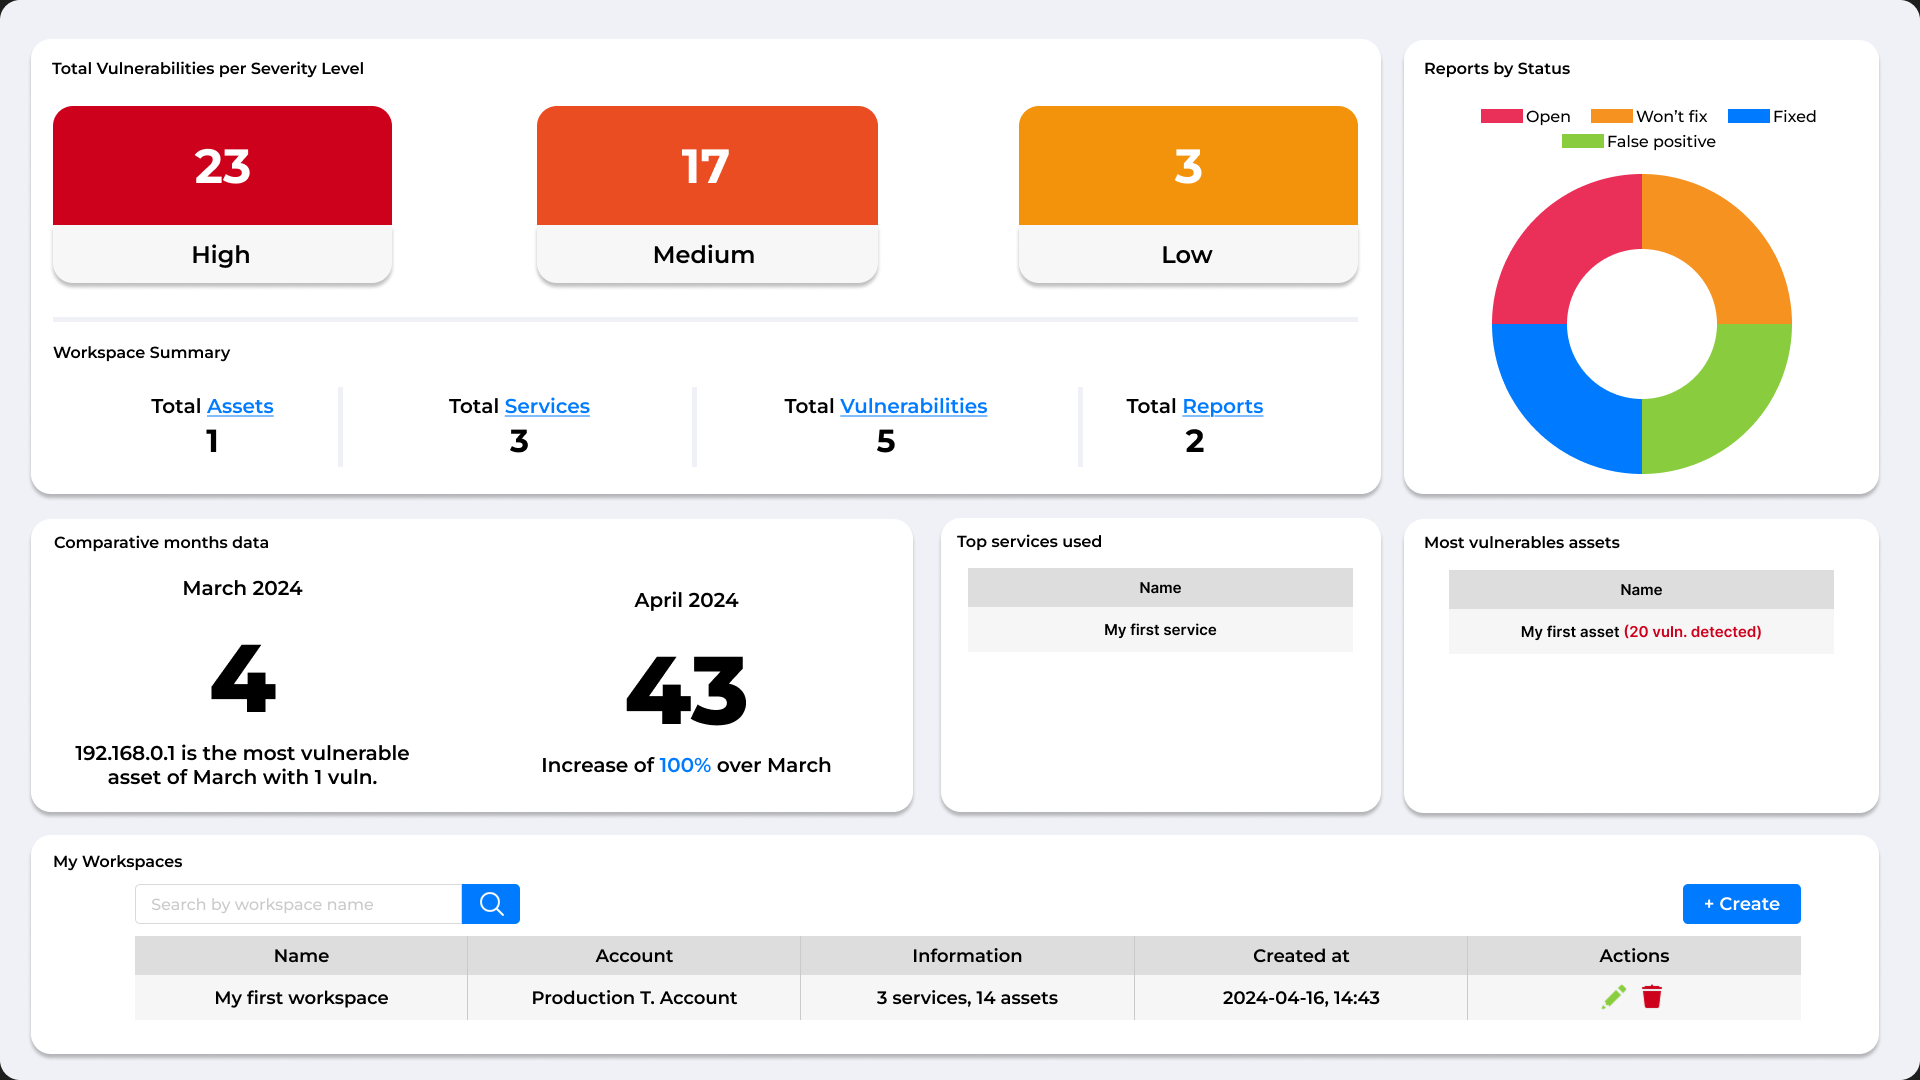 Total Vulnerabilities per Severity Level
23
High
17
Medium
3
Low
Workspace Summary
Total Assets
1
Total Services
3
Total Vulnerabilities
5
Total Reports
2
Reports by Status
Open
Won’t fix
Fixed
False positive
Comparative months data
March 2024
4
192.168.0.1 is the most vulnerable
asset of March with 1 vuln.
April 2024
43
Increase of 100% over March
Top services used
Name
My first service
Most vulnerables assets
Name
My first asset (20 vuln. detected)
My Workspaces
Search by workspace name
+ Create
Name Account Information Created at Actions
My first workspace Production T. Account 3 services, 14 assets 2024-04-16, 14:43